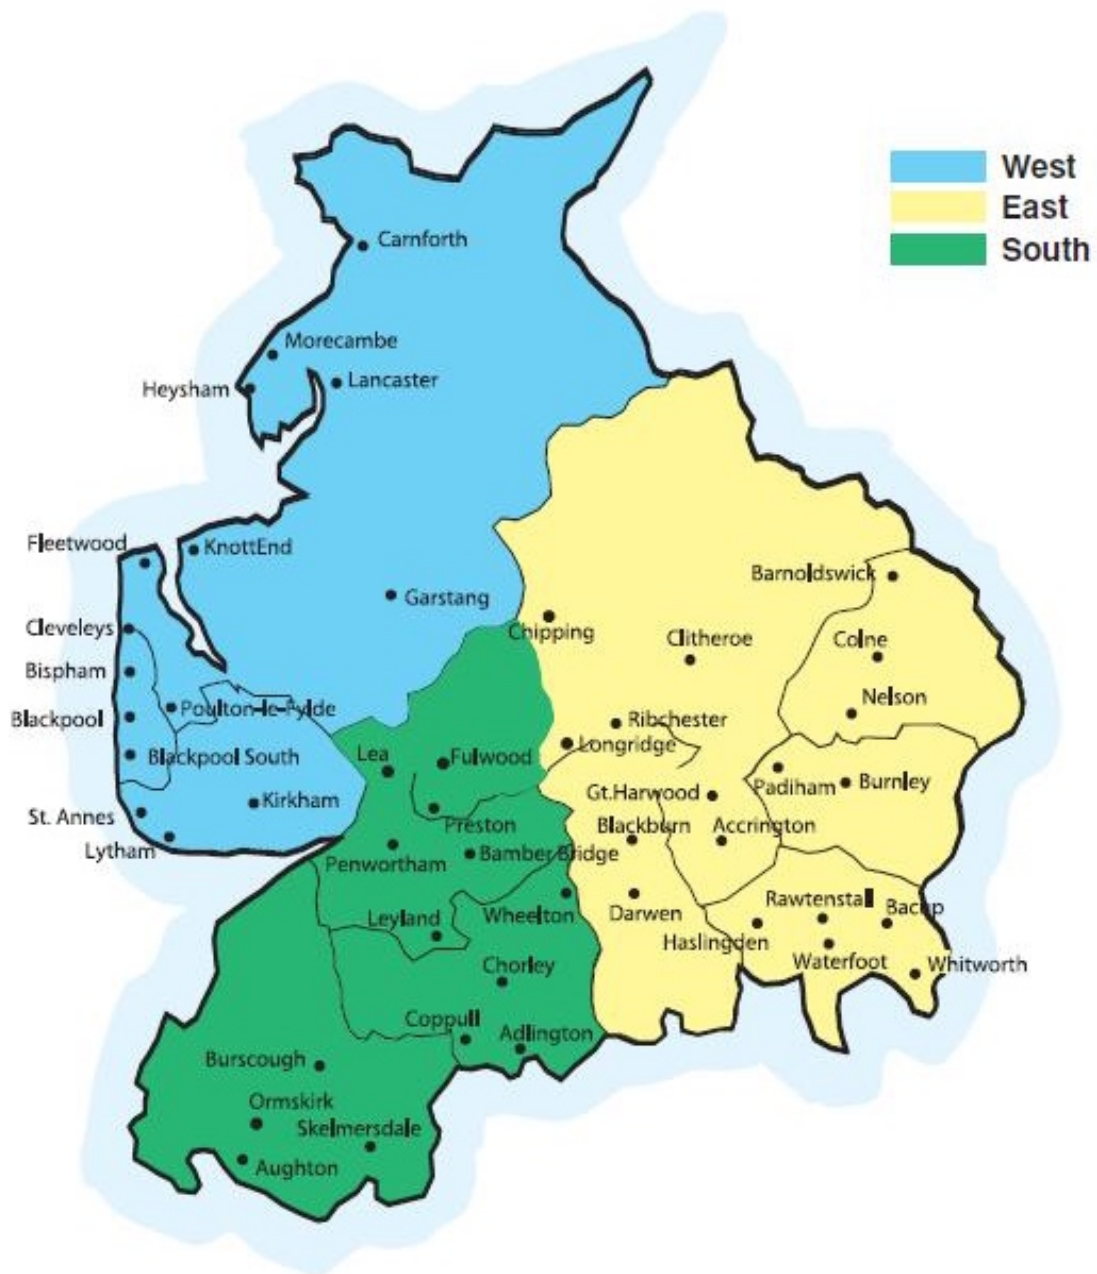 West
East
South
Carnforth
Morecambe
Heysham
Lancaster
Fleetwood
KnottEnd
Barnoldswick
Garstang
Cleveleys
Chipping
Clitheroe
Colne
Bispham
Nelson
Poulton-le-Fylde
Blackpool
Ribchester
Longridge
Blackpool South
Lea
Fulwood
Padiham
Burnley
Gt.Harwood
Kirkham
St. Annes
Preston
Blackburn
Accrington
Lytham
Penwortham
Bamber Bridge
Rawtenstall
Bacup
Leyland
Wheelton
Darwen
Haslingden
Waterfoot
Whitworth
Chorley
Coppull
Adlington
Burscough
Ormskirk
Skelmersdale
Aughton